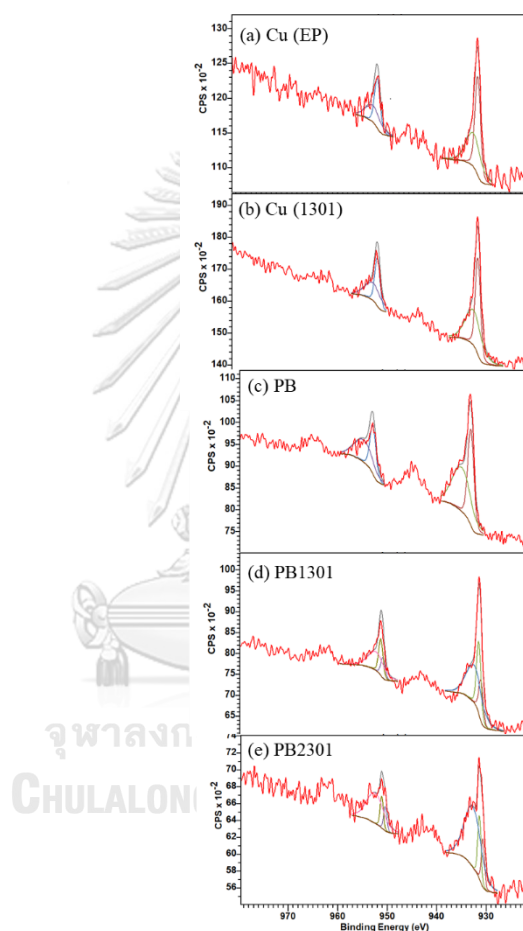 (a) Cu (EP)
130
125
120
115
110
CPS x 10⁻²
(b) Cu (1301)
190
180
170
160
150
140
CPS x 10⁻²
(c) PB
110
105
100
95
90
85
80
75
CPS x 10⁻²
(d) PB1301
100
95
90
85
80
75
70
65
CPS x 10⁻²
(e) PB2301
74
72
70
68
66
64
62
60
58
56
CPS x 10⁻²
970 960 950 940 930
Binding Energy (eV)
จุฬาลงก
CHULALON